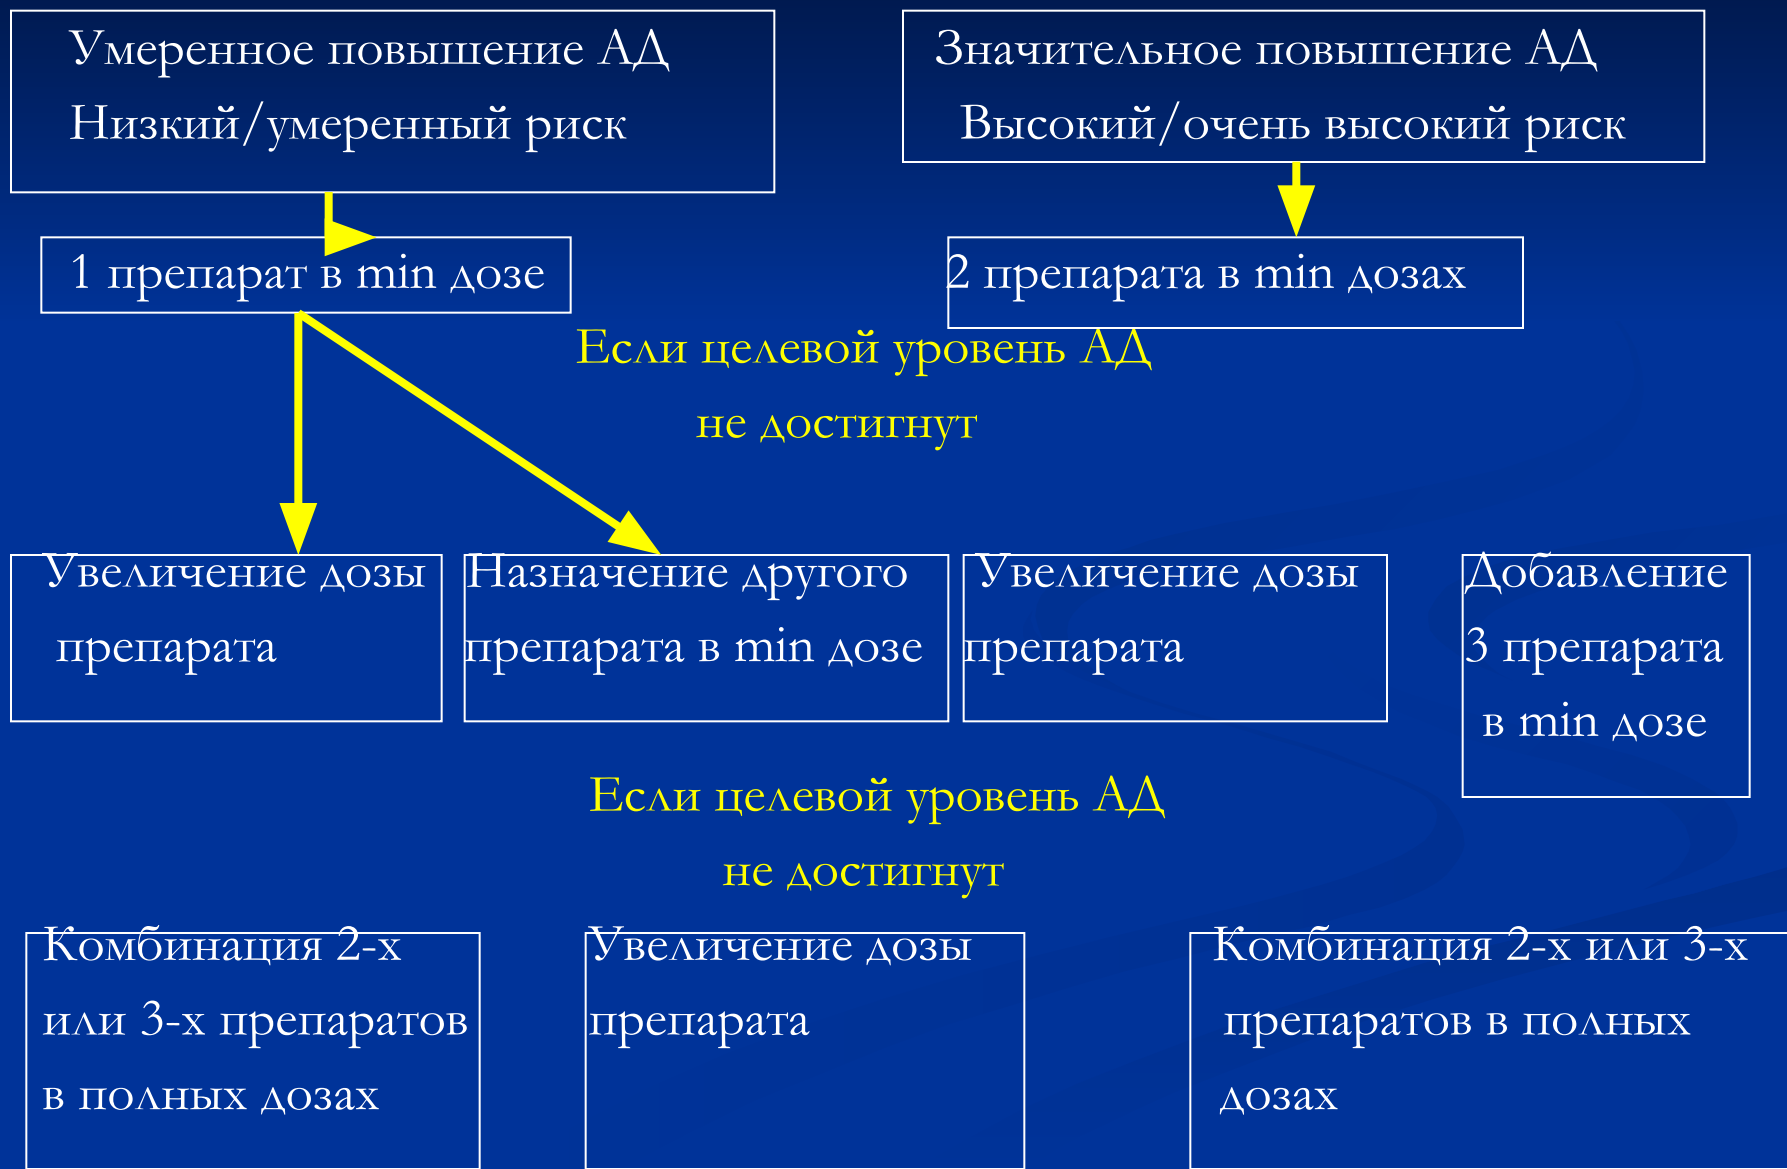 Умеренное повышение АД
Низкий/умеренный риск
Значительное повышение АД
Высокий/очень высокий риск
1 препарат в min дозе
2 препарата в min дозах
Если целевой уровень АД
не достигнут
Увеличение дозы
препарата
Назначение другого
препарата в min дозе
Увеличение дозы
препарата
Добавление
3 препарата
в min дозе
Если целевой уровень АД
не достигнут
Комбинация 2-х
или 3-х препаратов
в полных дозах
Увеличение дозы
препарата
Комбинация 2-х или 3-х
препаратов в полных
дозах